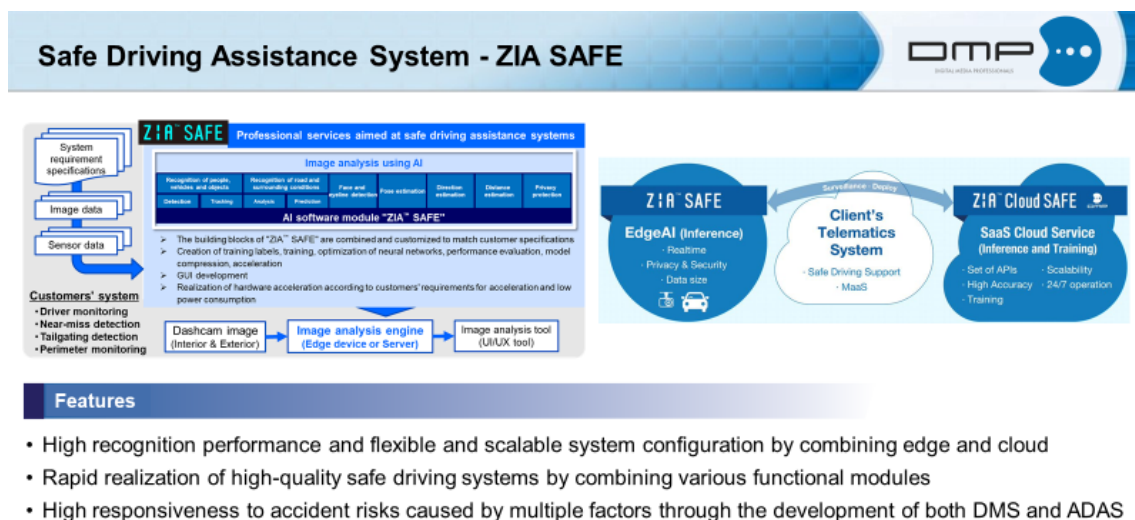 Safe Driving Assistance System - ZIA SAFE
DMP
DIGITAL MEDIA PROFESSIONALS
System
requirement
specifications
Image data
Sensor data
Customers' system
・Driver monitoring
・Near-miss detection
・Tailgating detection
・Perimeter monitoring
ZIA™ SAFE
Professional services aimed at safe driving assistance systems
Image analysis using AI
Recognition of people,
vehicles and objects
Detection
Tracking
Recognition of road and
surrounding conditions
Analysis
Prediction
Face and
eyeline detection
Pose estimation
Direction
estimation
Distance
estimation
Privacy
protection
AI software module "ZIA™ SAFE"
➢ The building blocks of "ZIA™ SAFE" are combined and customized to match customer specifications
➢ Creation of training labels, training, optimization of neural networks, performance evaluation, model
compression, acceleration
➢ GUI development
➢ Realization of hardware acceleration according to customers' requirements for acceleration and low
power consumption
Dashcam image
(Interior & Exterior)
Image analysis engine
(Edge device or Server)
Image analysis tool
(UI/UX tool)
ZIA™ SAFE
EdgeAI (Inference)
・Realtime
・Privacy & Security
・Data size
Surveillance・Deploy
Client's
Telematics
System
・Safe Driving Support
・MaaS
ZIA™ Cloud SAFE
DMP
SaaS Cloud Service
(Inference and Training)
・Set of APIs
・Scalability
・High Accuracy
・24/7 operation
・Training
Features
• High recognition performance and flexible and scalable system configuration by combining edge and cloud
• Rapid realization of high-quality safe driving systems by combining various functional modules
• High responsiveness to accident risks caused by multiple factors through the development of both DMS and ADAS